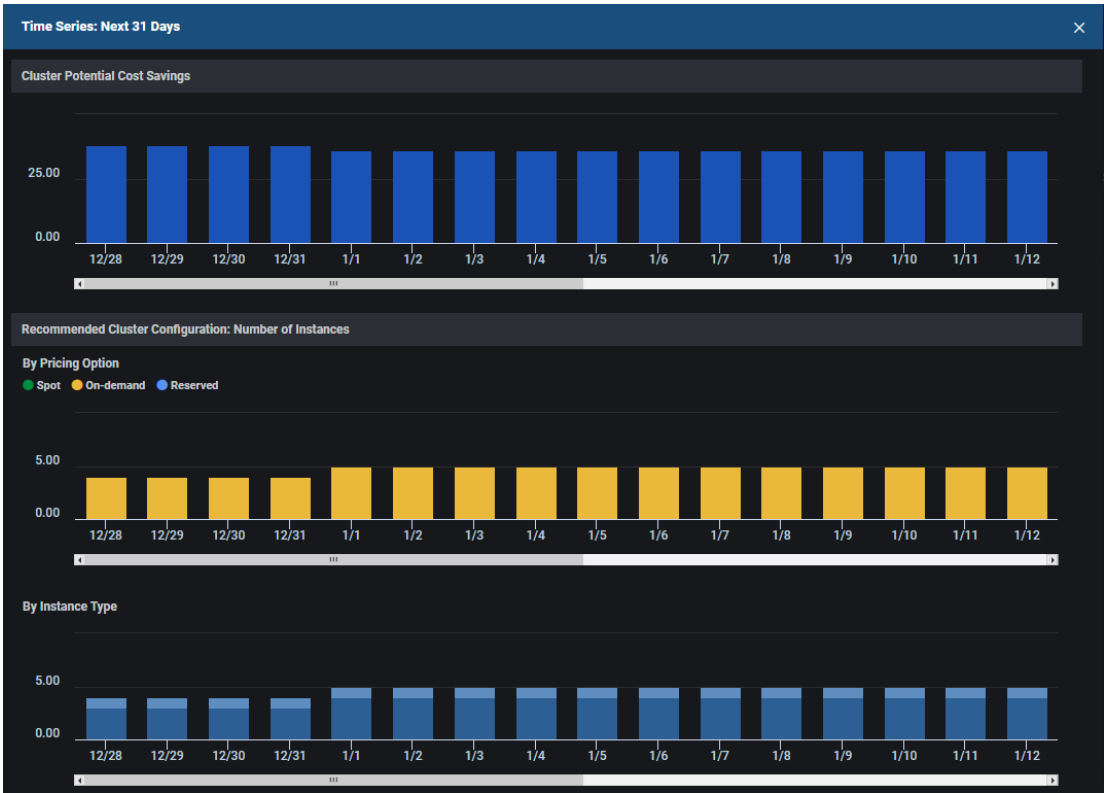 Time Series: Next 31 Days
Cluster Potential Cost Savings
25.00
0.00
12/28 12/29 12/30 12/31 1/1 1/2 1/3 1/4 1/5 1/6 1/7 1/8 1/9 1/10 1/11 1/12
Recommended Cluster Configuration: Number of Instances
By Pricing Option
Spot On-demand Reserved
5.00
0.00
12/28 12/29 12/30 12/31 1/1 1/2 1/3 1/4 1/5 1/6 1/7 1/8 1/9 1/10 1/11 1/12
By Instance Type
5.00
0.00
12/28 12/29 12/30 12/31 1/1 1/2 1/3 1/4 1/5 1/6 1/7 1/8 1/9 1/10 1/11 1/12